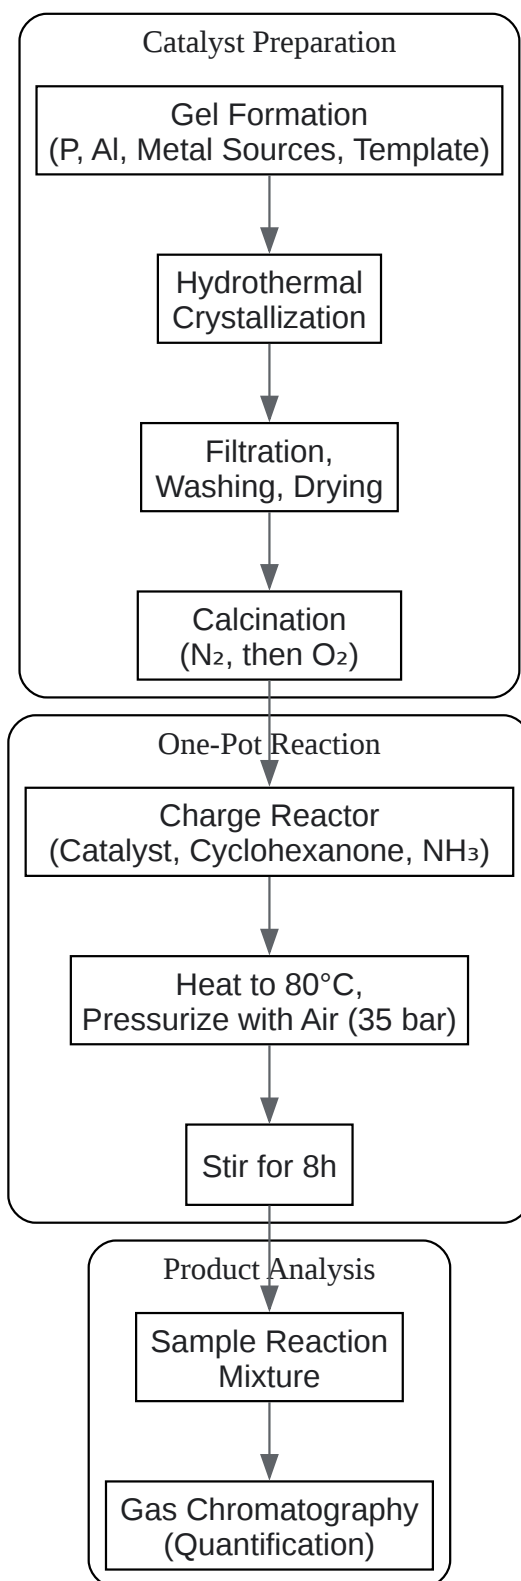 Catalyst Preparation
Gel Formation
(P, Al, Metal Sources, Template)
Hydrothermal
Crystallization
Filtration,
Washing, Drying
Calcination
(N₂, then O₂)
One-Pot Reaction
Charge Reactor
(Catalyst, Cyclohexanone, NH₃)
Heat to 80°C,
Pressurize with Air (35 bar)
Stir for 8h
Product Analysis
Sample Reaction
Mixture
Gas Chromatography
(Quantification)